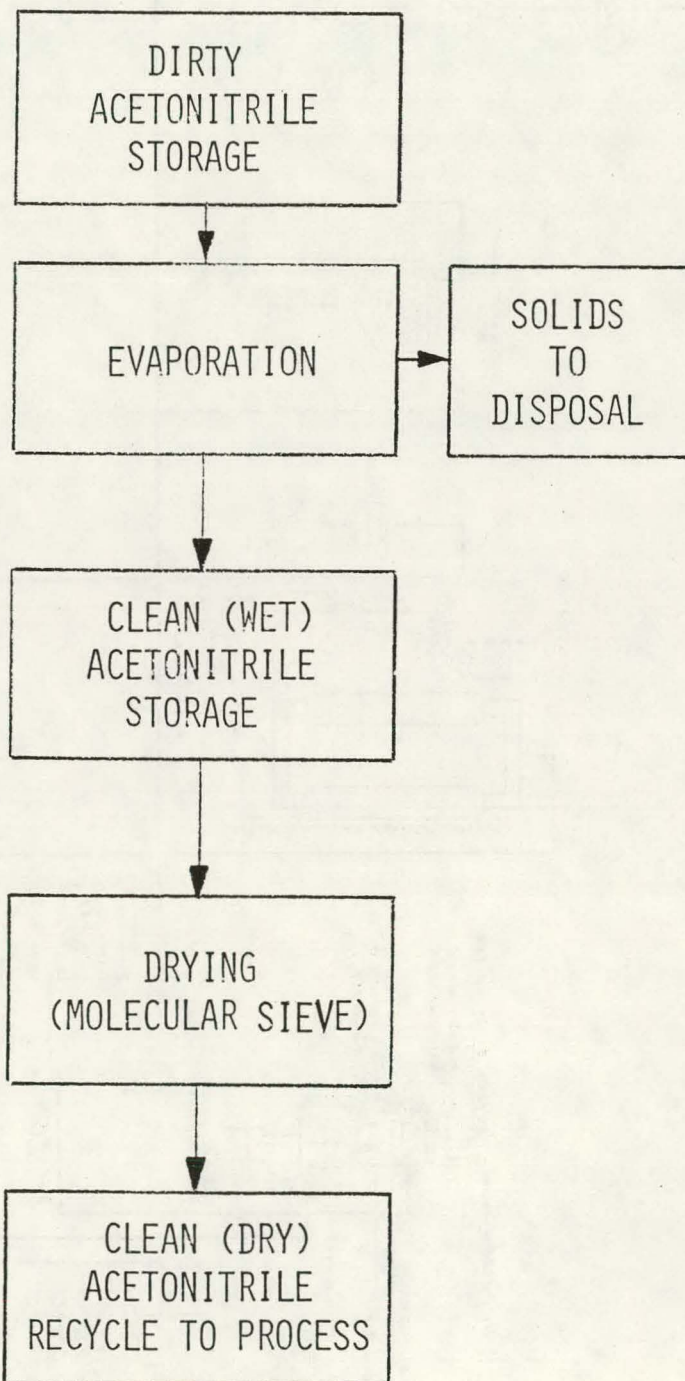 DIRTY
ACETONITRILE
STORAGE
EVAPORATION
SOLIDS
TO
DISPOSAL
CLEAN (WET)
ACETONITRILE
STORAGE
DRYING
(MOLECULAR SIEVE)
CLEAN (DRY)
ACETONITRILE
RECYCLE TO PROCESS